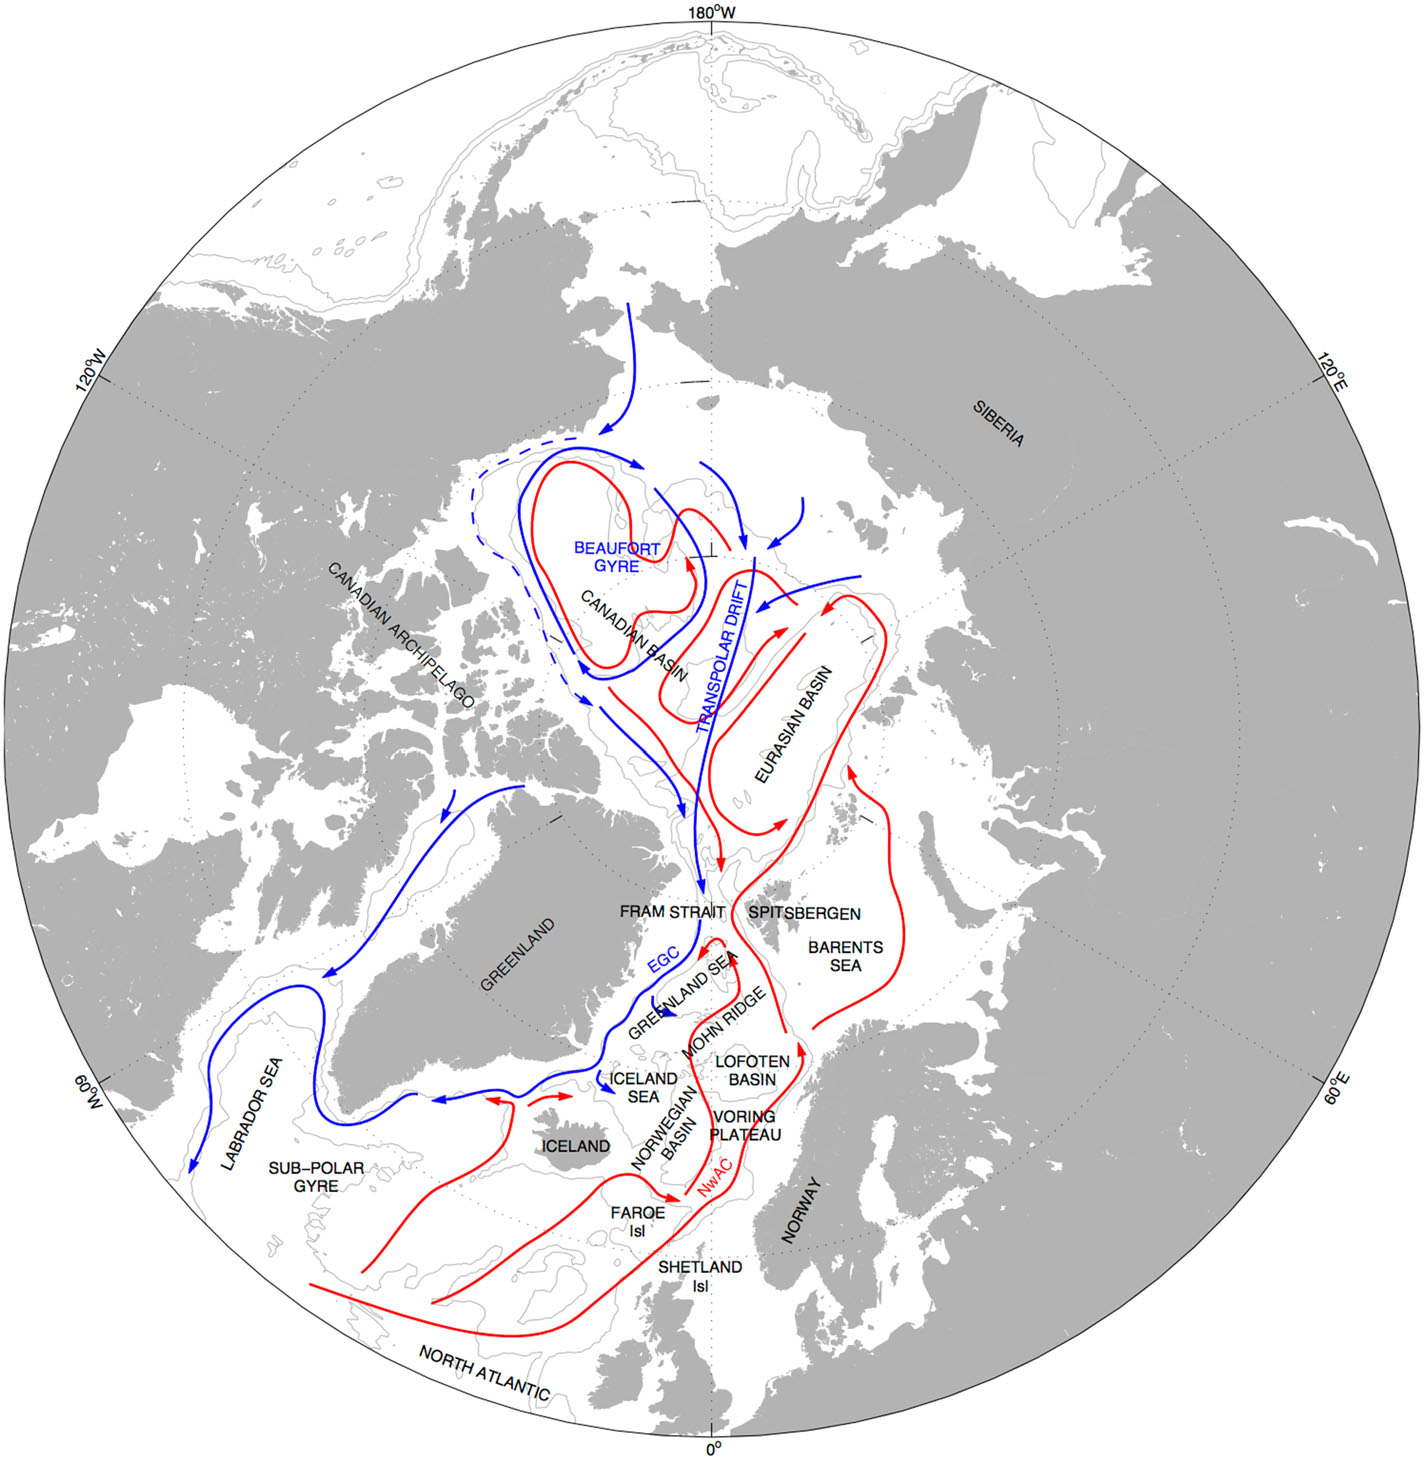 180°W
120°W
120°E
SIBERIA
BEAUFORT
GYRE
CANADIAN ARCHIPELAGO
CANADIAN BASIN
TRANSPOLAR DRIFT
EURASIAN BASIN
FRAM STRAIT
SPITSBERGEN
GREENLAND
BARENTS
SEA
EGC
GREENLAND SEA
MOHN RIDGE
LOFOTEN
BASIN
ICELAND
SEA
60°W
60°E
LABRADOR SEA
NORWEGIAN
BASIN
VORING
PLATEAU
ICELAND
SUB-POLAR
GYRE
NwAC
NORWAY
FAROE
Isl
SHETLAND
Isl
NORTH ATLANTIC
0°